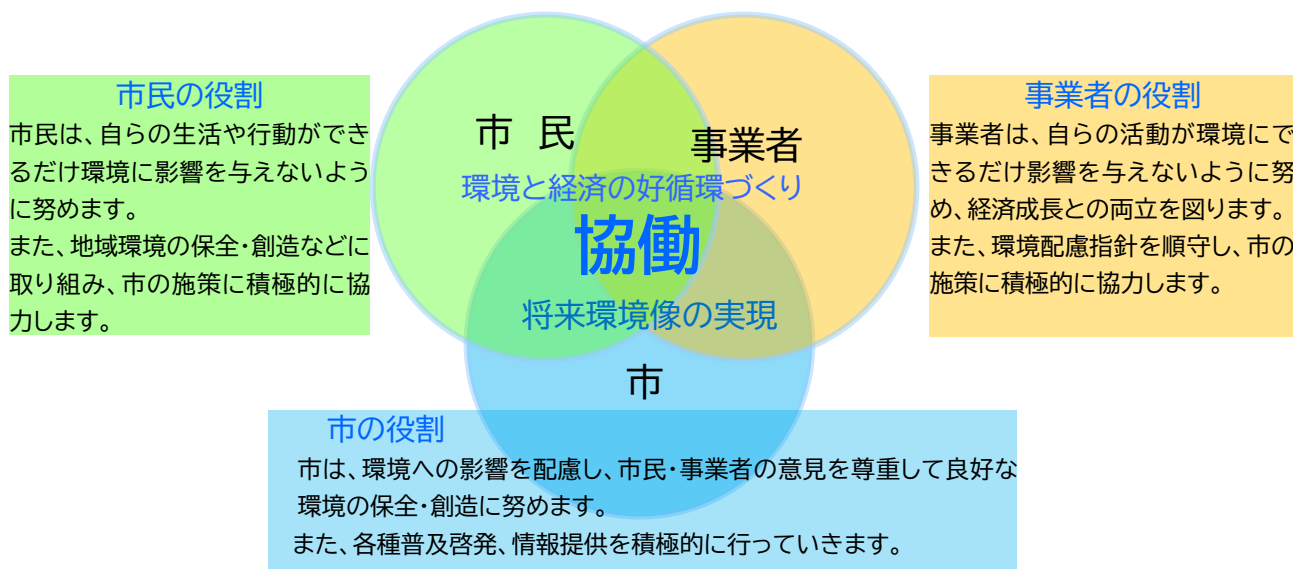 市民の役割
市民は、自らの生活や行動ができ
るだけ環境に影響を与えないよう
に努めます。
また、地域環境の保全・創造などに
取り組み、市の施策に積極的に協
力します。
市 民
事業者
環境と経済の好循環づくり
協働
将来環境像の実現
市
事業者の役割
事業者は、自らの活動が環境にで
きるだけ影響を与えないように努
め、経済成長との両立を図ります。
また、環境配慮指針を順守し、市の
施策に積極的に協力します。
市の役割
市は、環境への影響を配慮し、市民・事業者の意見を尊重して良好な
環境の保全・創造に努めます。
また、各種普及啓発、情報提供を積極的に行っていきます。